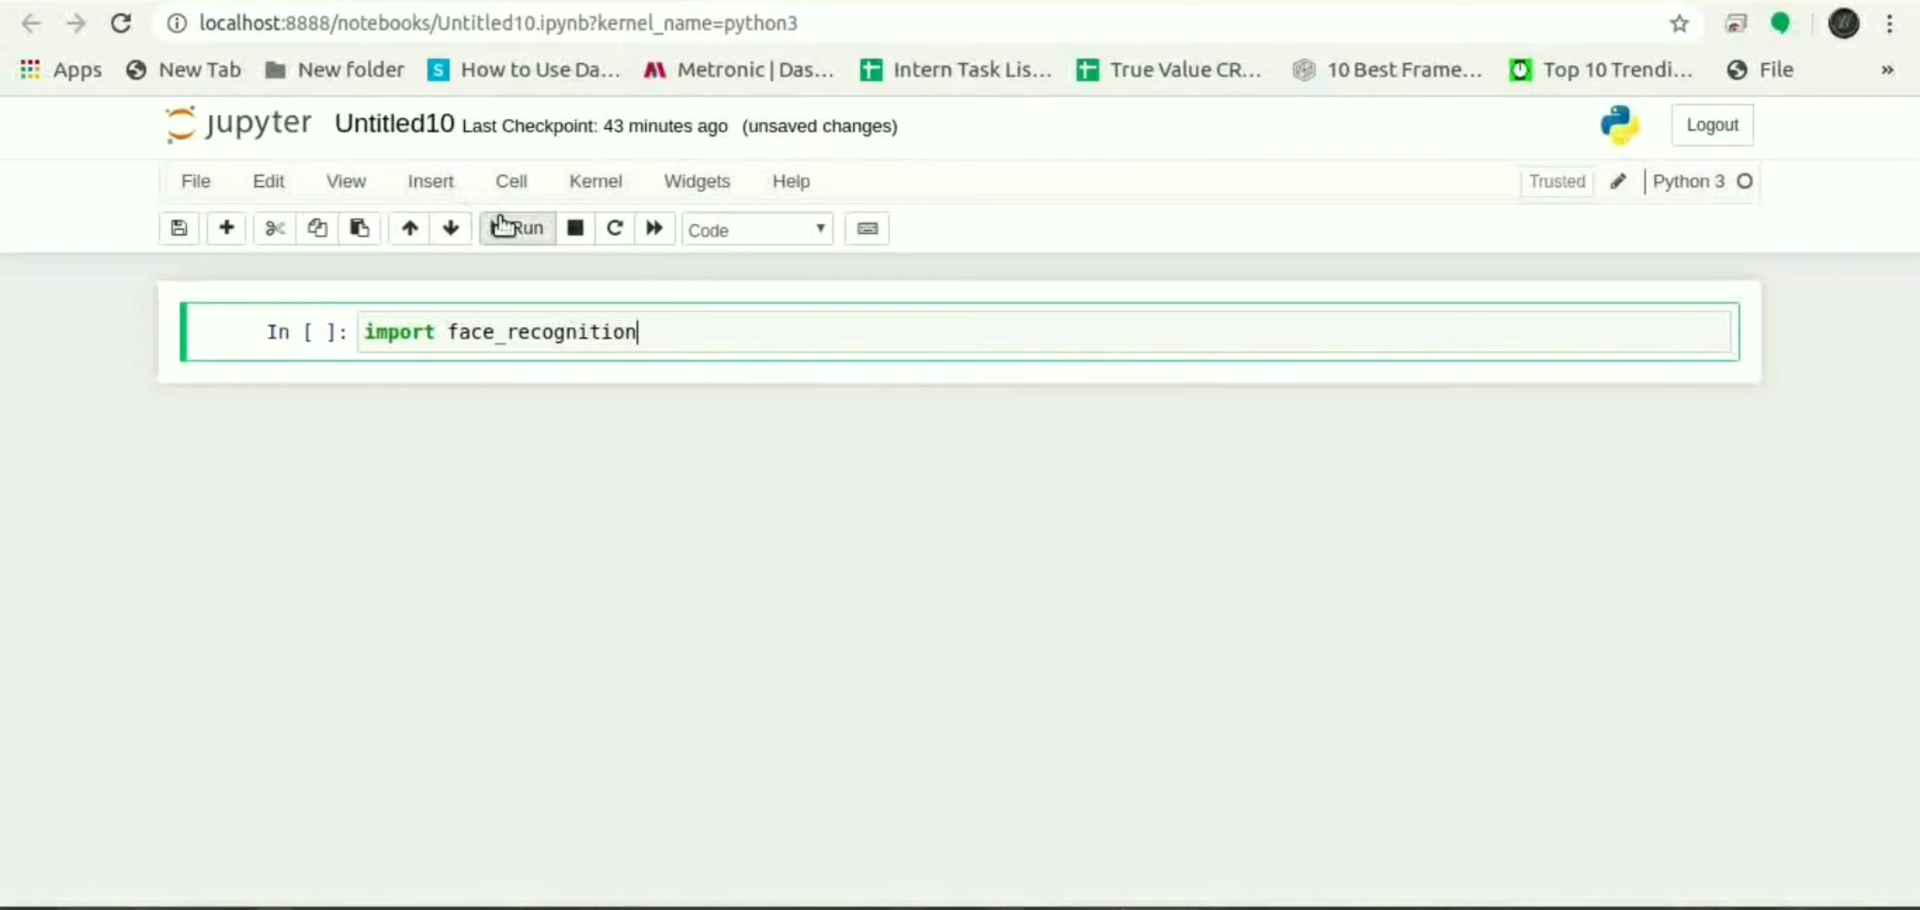 localhost:8888/notebooks/Untitled10.ipynb?kernel_name=python3
Apps New Tab New folder How to Use Da... Metronic | Das... Intern Task Lis... True Value CR... 10 Best Frame... Top 10 Trendi... File »
jupyter Untitled10 Last Checkpoint: 43 minutes ago (unsaved changes) Logout
File Edit View Insert Cell Kernel Widgets Help Trusted Python 3
Run Code
In [ ]: import face_recognition